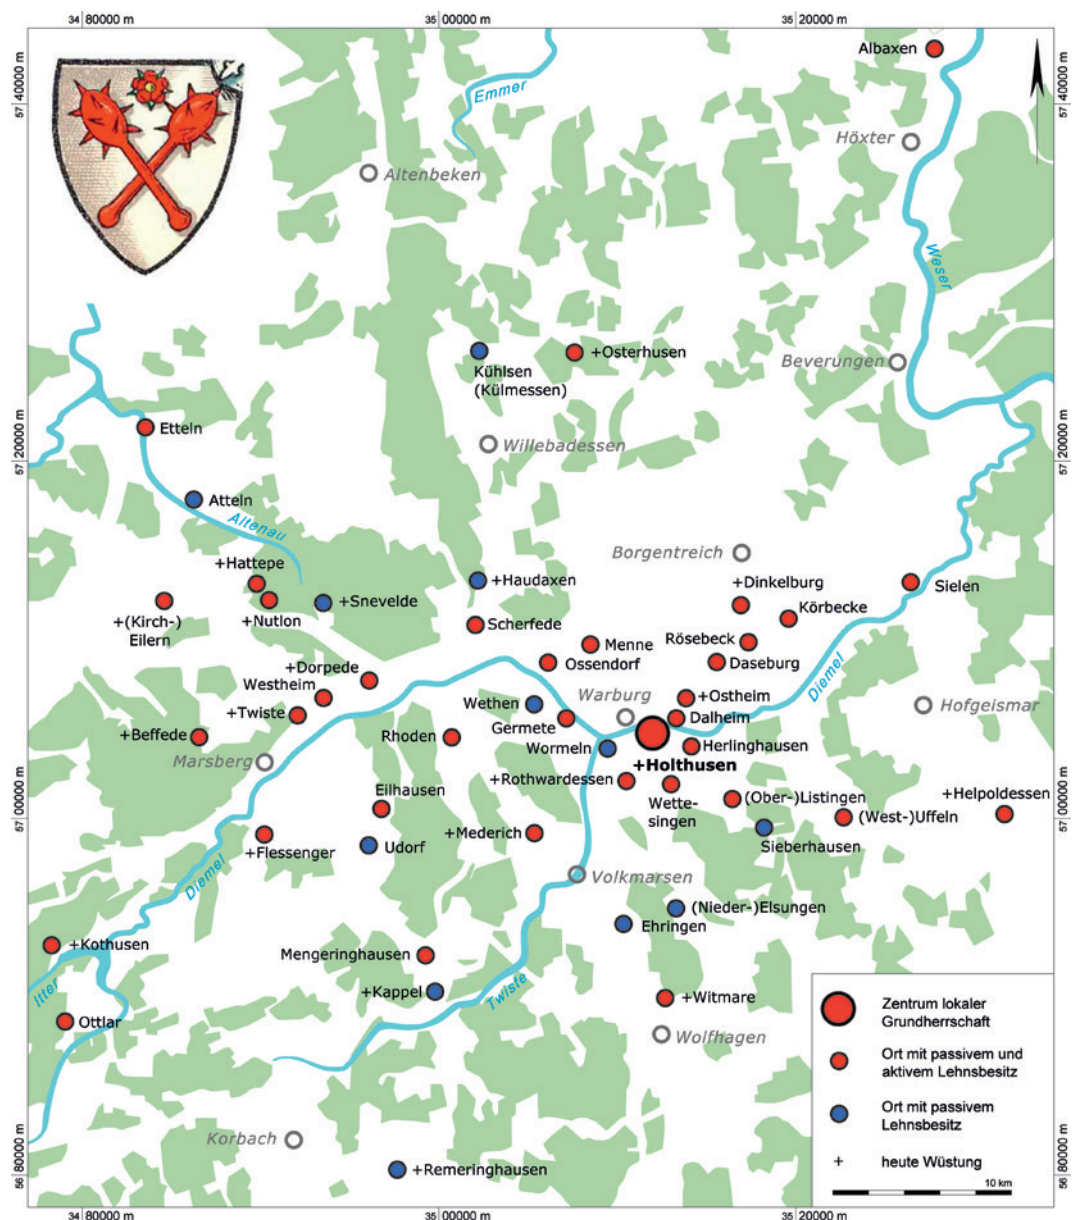 34 80000 m
35 00000 m
35 20000 m
57 40000 m
57 40000 m
Albaxen
Emmer
Höxter
Altenbeken
Weser
+Osterhusen
Kühlsen
(Külmessen)
Beverungen
Etteln
Willebadessen
57 20000 m
57 20000 m
Atteln
Altenau
Borgentreich
+Hattepe
+Haudaxen
+Dinkelburg
Sielen
+Snevelde
+(Kirch-)
Eilern
+Nutlon
Scherfede
Körbecke
Menne
Rösebeck
Ossendorf
Daseburg
+Dorpede
Westheim
Diemel
Warburg
+Ostheim
Wethen
+Twiste
Germete
Dalheim
Hofgeismar
+Beffede
Rhoden
Wormeln
Herlinghausen
Marsberg
+Holthusen
+Rothwardessen
Eilhausen
Wette-
singen
(Ober-)Listingen
+Helpoldessen
(West-)Uffeln
57 00000 m
57 00000 m
+Mederich
+Flessenger
Udorf
Sieberhausen
Diemel
Volkmarsen
(Nieder-)Elsungen
Ehringen
+Kothusen
Mengeringhausen
Itter
+Kappel
Twiste
+Witmare
Ottlar
Wolfhagen
Korbach
+Remeringhausen
Zentrum lokaler
Grundherrschaft
Ort mit passivem und
aktivem Lehnsbesitz
Ort mit passivem
Lehnsbesitz
+ heute Wüstung
10 km
56 80000 m
56 80000 m
34 80000 m
35 00000 m
35 20000 m